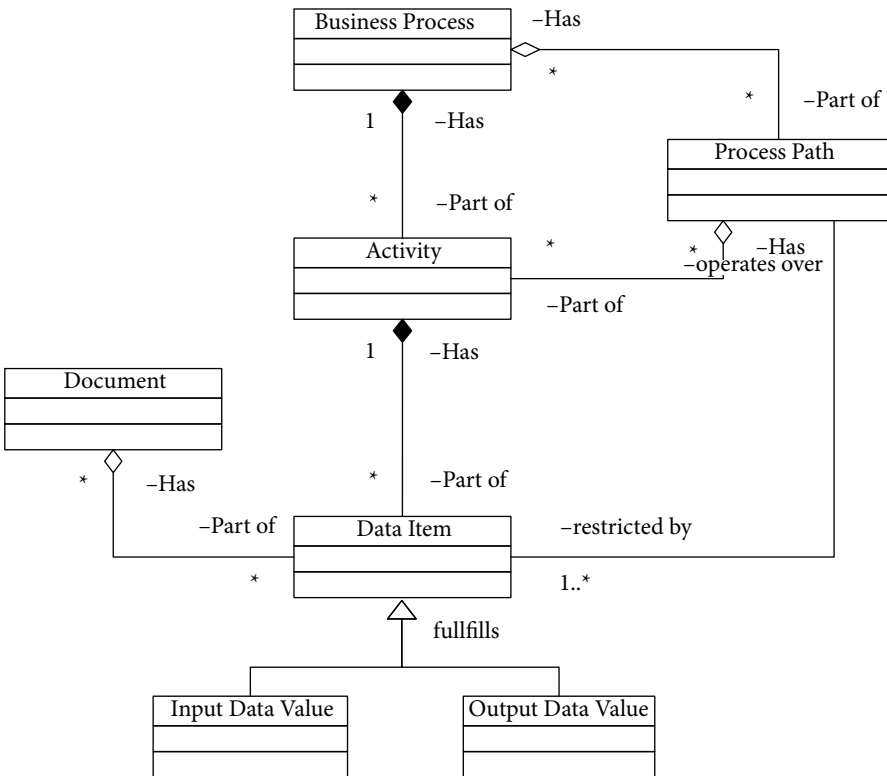 Business Process
–Has
*
*
–Part of
1
–Has
Process Path
*
–Part of
Activity
*
*
–Has
–operates over
–Part of
1
–Has
Document
*
–Has
*
–Part of
–Part of
Data Item
–restricted by
*
1..*
fullfills
Input Data Value
Output Data Value